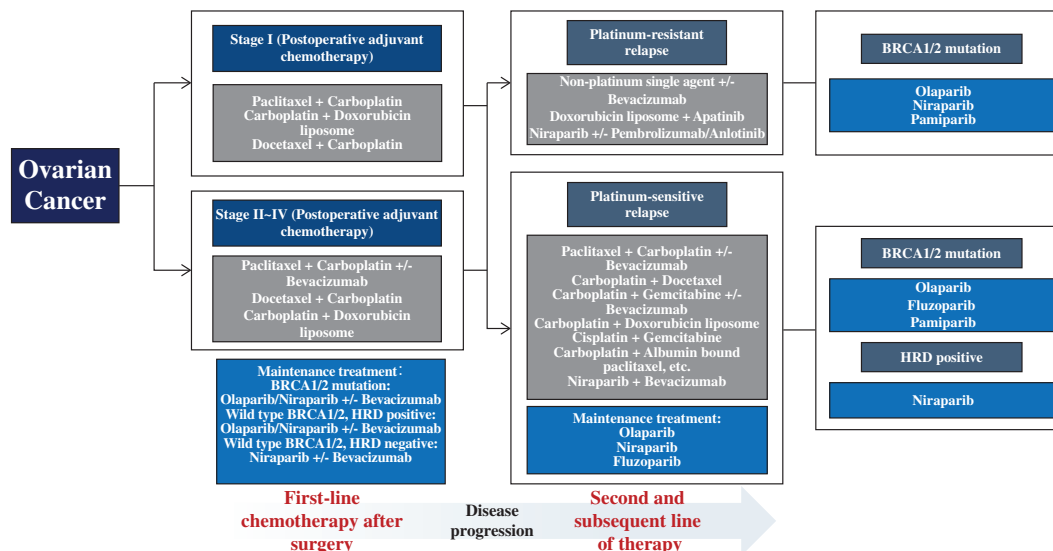 Ovarian
Cancer
Stage I (Postoperative adjuvant
chemotherapy)
Paclitaxel + Carboplatin
Carboplatin + Doxorubicin
liposome
Docetaxel + Carboplatin
Stage II~IV (Postoperative adjuvant
chemotherapy)
Paclitaxel + Carboplatin +/-
Bevacizumab
Docetaxel + Carboplatin
Carboplatin + Doxorubicin
liposome
Maintenance treatment:
BRCA1/2 mutation:
Olaparib/Niraparib +/- Bevacizumab
Wild type BRCA1/2, HRD positive:
Olaparib/Niraparib +/- Bevacizumab
Wild type BRCA1/2, HRD negative:
Niraparib +/- Bevacizumab
Platinum-resistant
relapse
Non-platinum single agent +/-
Bevacizumab
Doxorubicin liposome + Apatinib
Niraparib +/- Pembrolizumab/Anlotinib
Platinum-sensitive
relapse
Paclitaxel + Carboplatin +/-
Bevacizumab
Carboplatin + Docetaxel
Carboplatin + Gemcitabine +/-
Bevacizumab
Carboplatin + Doxorubicin liposome
Cisplatin + Gemcitabine
Carboplatin + Albumin bound
paclitaxel, etc.
Niraparib + Bevacizumab
Maintenance treatment:
Olaparib
Niraparib
Fluzoparib
BRCA1/2 mutation
Olaparib
Niraparib
Pamiparib
BRCA1/2 mutation
Olaparib
Fluzoparib
Pamiparib
HRD positive
Niraparib
First-line
chemotherapy after
surgery
Disease
progression
Second and
subsequent line
of therapy